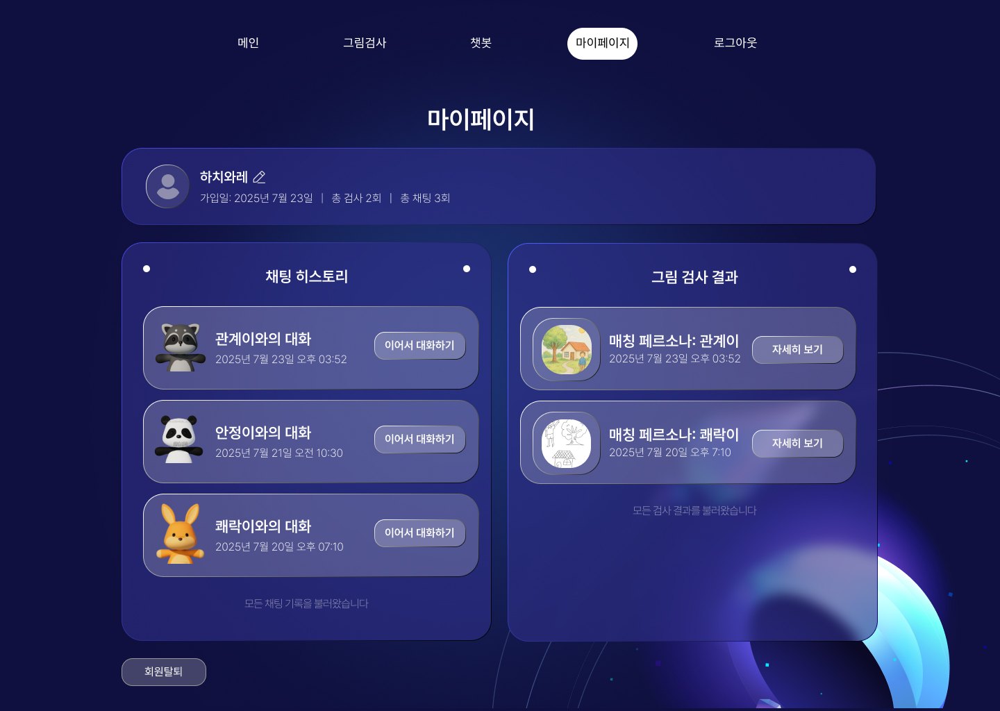 메인
그림검사
챗봇
마이페이지
로그아웃
마이페이지
하치와레
가입일: 2025년 7월 23일 | 총 검사 2회 | 총 채팅 3회
채팅 히스토리
관계이와의 대화
2025년 7월 23일 오후 03:52
이어서 대화하기
안정이와의 대화
2025년 7월 21일 오전 10:30
이어서 대화하기
쾌락이와의 대화
2025년 7월 20일 오후 07:10
이어서 대화하기
모든 채팅 기록을 불러왔습니다
그림 검사 결과
매칭 페르소나: 관계이
2025년 7월 23일 오후 03:52
자세히 보기
매칭 페르소나: 쾌락이
2025년 7월 20일 오후 7:10
자세히 보기
모든 검사 결과를 불러왔습니다
회원탈퇴